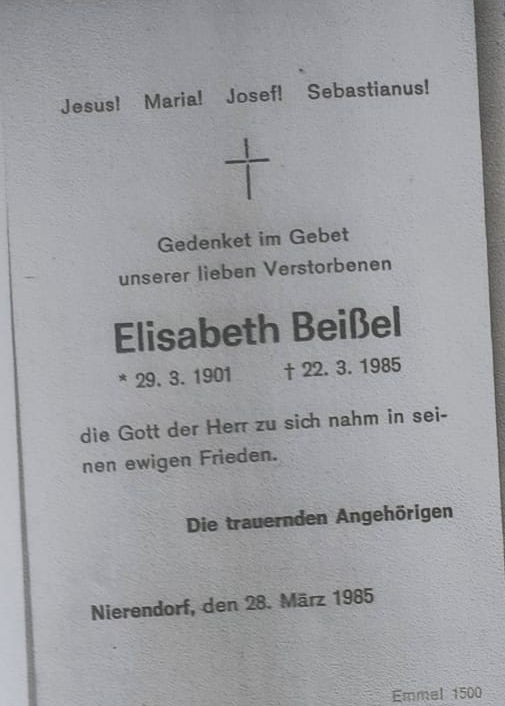 Jesus! Maria! Josef! Sebastianus!
Gedenket im Gebet
unserer lieben Verstorbenen
Elisabeth Beißel
* 29. 3. 1901 † 22. 3. 1985
die Gott der Herr zu sich nahm in sei-
nen ewigen Frieden.
Die trauernden Angehörigen
Nierendorf, den 28. März 1985
Emmel 1500